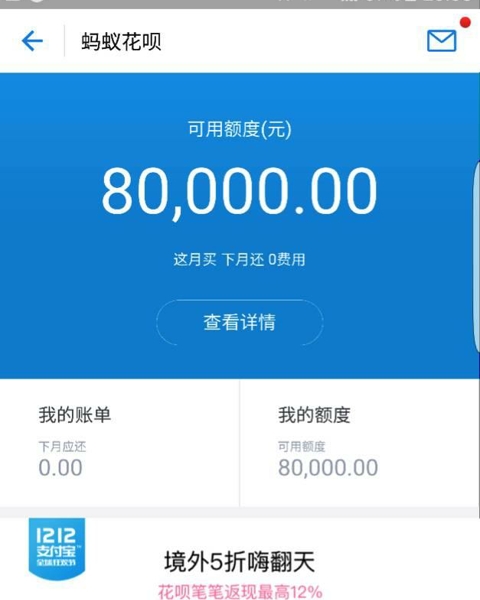 蚂蚁花呗
可用额度(元)
80,000.00
这月买 下月还 0费用
查看详情
我的账单
我的额度
下月应还
可用额度
0.00
80,000.00
1212
支付宝
全球狂欢节
境外5折嗨翻天
花呗笔笔返现最高12%